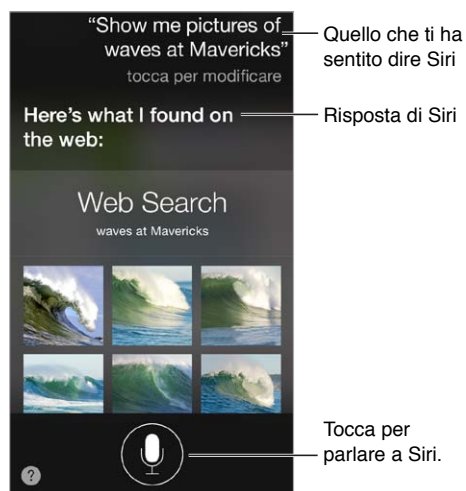 “Show me pictures of
waves at Mavericks”
tocca per modificare
Quello che ti ha
sentito dire Siri
Here’s what I found on
the web:
Risposta di Siri
Web Search
waves at Mavericks
Tocca per
parlare a Siri.
?